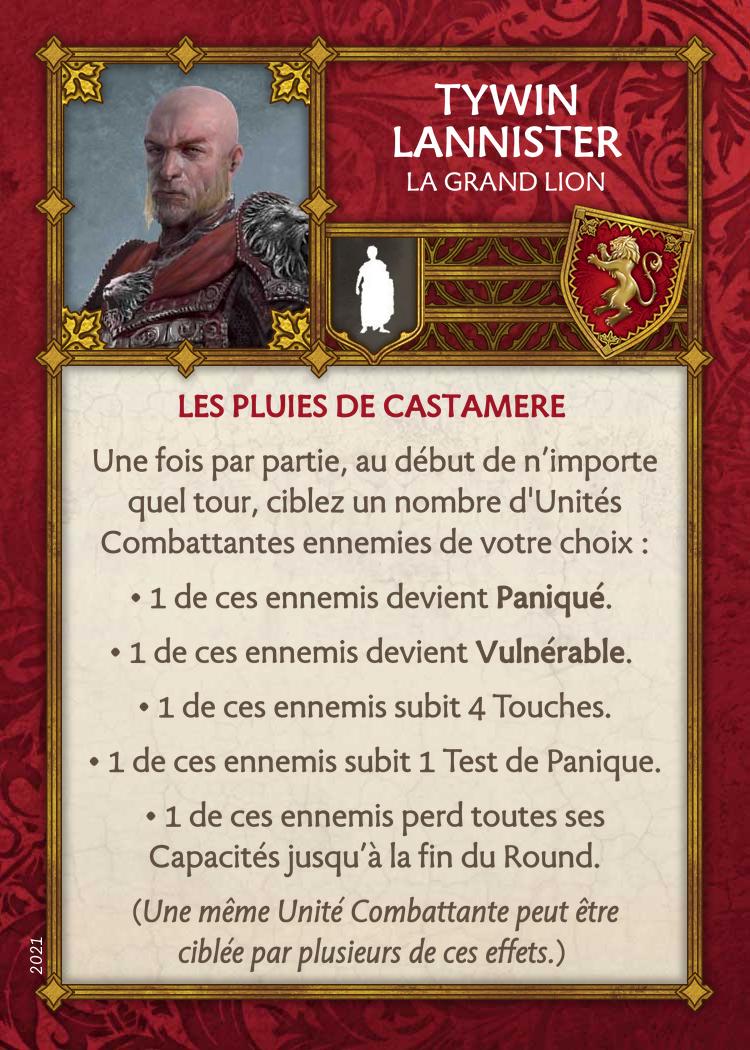 TYWIN
LANNISTER
LA GRAND LION
LES PLUIES DE CASTAMERE
Une fois par partie, au début de n’importe
quel tour, ciblez un nombre d'Unités
Combattantes ennemies de votre choix :
• 1 de ces ennemis devient Paniqué.
• 1 de ces ennemis devient Vulnérable.
• 1 de ces ennemis subit 4 Touches.
• 1 de ces ennemis subit 1 Test de Panique.
• 1 de ces ennemis perd toutes ses
Capacités jusqu’à la fin du Round.
(Une même Unité Combattante peut être
ciblée par plusieurs de ces effets.)
2021